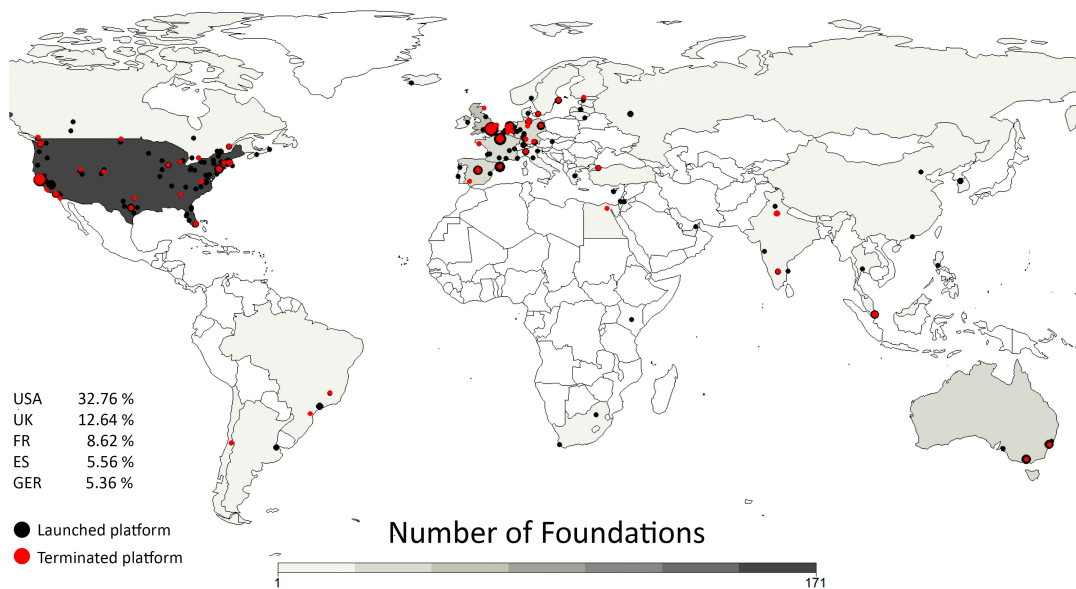 USA 32.76 %
UK 12.64 %
FR 8.62 %
ES 5.56 %
GER 5.36 %
Launched platform
Terminated platform
Number of Foundations
1 171